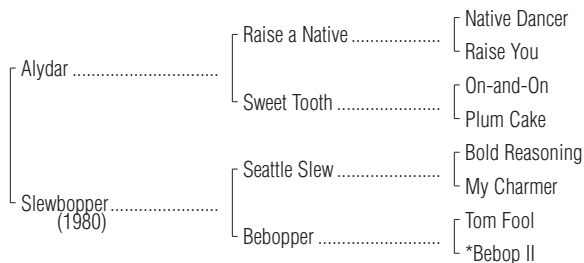 Native Dancer
Raise a Native ....................
Raise You
Alydar .................................
On-and-On
Sweet Tooth .......................
Plum Cake
Bold Reasoning
Seattle Slew .......................
My Charmer
Slewbopper........................
(1980)
Tom Fool
Bebopper ...........................
*Bebop II